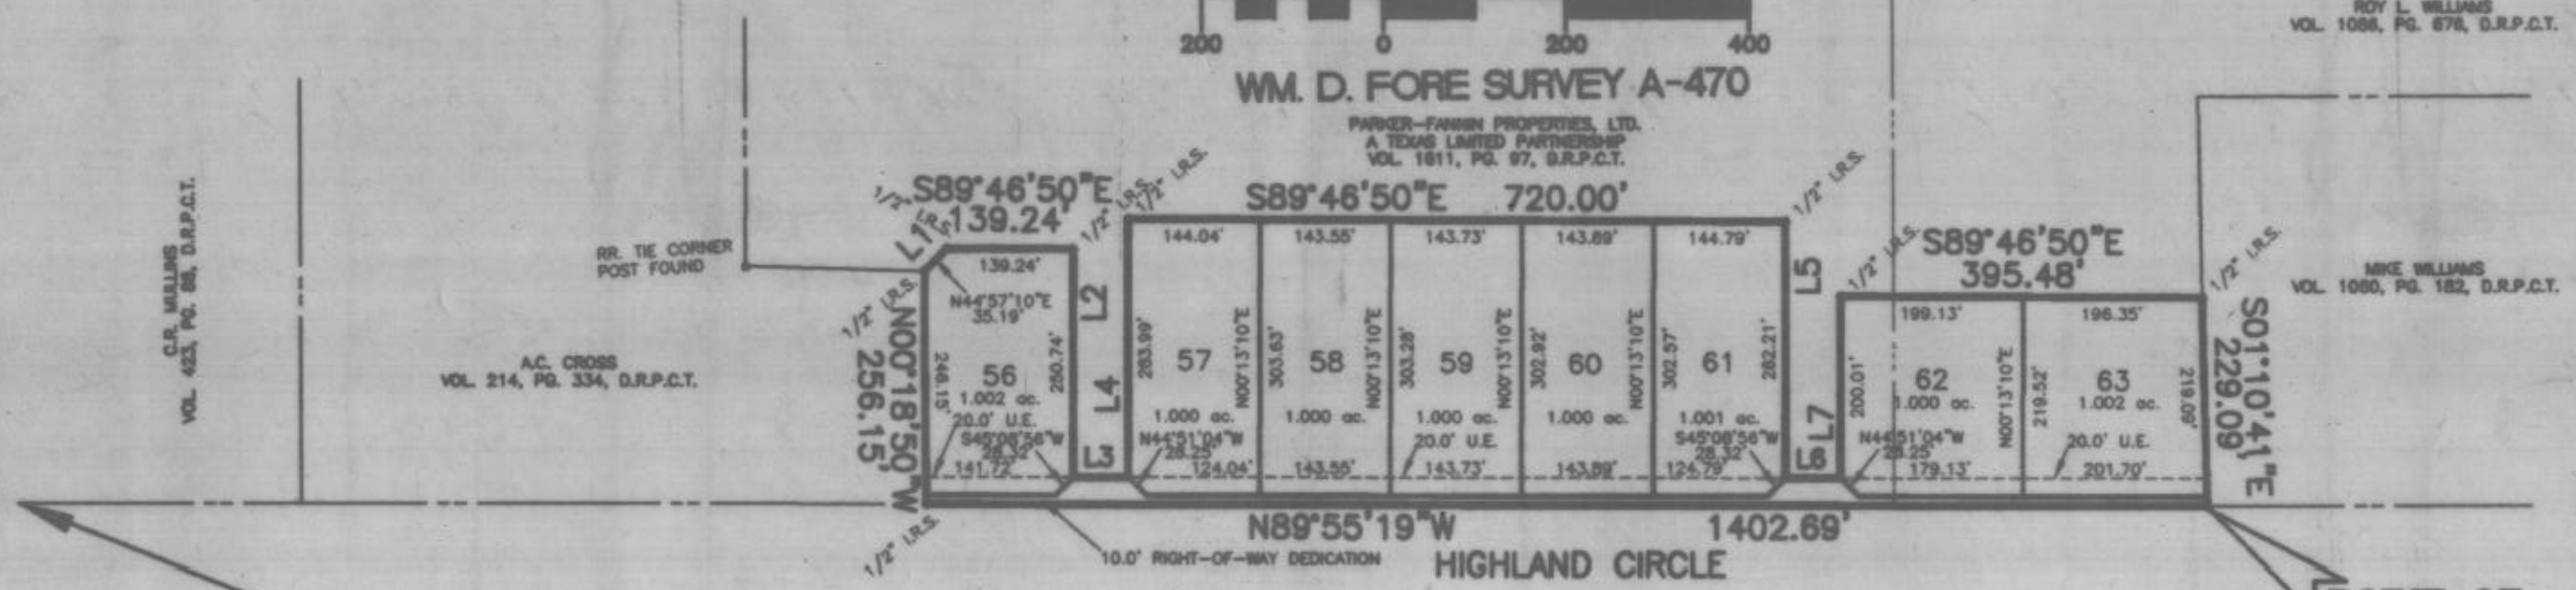 ROY L. WILLIAMS
VOL. 1086, PG. 678, D.R.P.C.T.
200 0 200 400
WM. D. FORE SURVEY A-470
PARKER-FANNIN PROPERTIES, LTD.
A TEXAS LIMITED PARTNERSHIP
VOL. 1611, PG. 97, D.R.P.C.T.
C.R. MULLINS
VOL. 423, PG. 88, D.R.P.C.T.
RR. TIE CORNER
POST FOUND
A.C. CROSS
VOL. 214, PG. 334, D.R.P.C.T.
1/2" I.R.S.
L1
S89°46'50"E
139.24'
1/2" I.R.S.
1/2" I.R.S.
S89°46'50"E 720.00'
1/2" I.R.S.
1/2" I.R.S.
S89°46'50"E
395.48'
1/2" I.R.S.
MIKE WILLIAMS
VOL. 1060, PG. 182, D.R.P.C.T.
1/2" I.R.S.
N00°18'50"W
256.15'
139.24'
N44°57'10"E
35.19'
246.15'
56
1.002 ac.
250.74'
20.0' U.E.
S45°08'56"W
28.32'
141.72'
L2
L4
L3
144.04'
283.99'
57
N00°13'10"E
1.000 ac.
N44°51'04"W
28.25'
124.04'
143.55'
303.63'
58
N00°13'10"E
1.000 ac.
143.55'
143.73'
303.28'
59
N00°13'10"E
1.000 ac.
20.0' U.E.
143.73'
143.89'
302.92'
60
N00°13'10"E
1.000 ac.
143.89'
144.79'
302.57'
61
282.21'
1.001 ac.
S45°08'56"W
28.32'
124.79'
L5
L7
L6
199.13'
200.01'
62
1.000 ac.
N00°13'10"E
N44°51'04"W
28.25'
179.13'
196.35'
219.52'
63
1.002 ac.
219.09'
20.0' U.E.
201.70'
S01°10'41"E
229.09'
1/2" I.R.S.
N89°55'19"W 1402.69'
10.0' RIGHT-OF-WAY DEDICATION
HIGHLAND CIRCLE